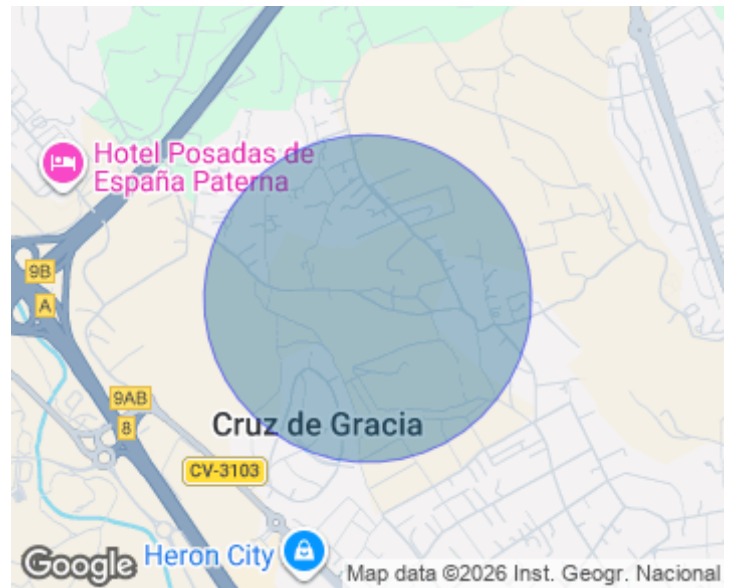 Hotel Posadas de
España Paterna
9B
A
9AB
8
Cruz de Gracia
CV-3103
Heron City
Google
Map data ©2026 Inst. Geogr. Nacional